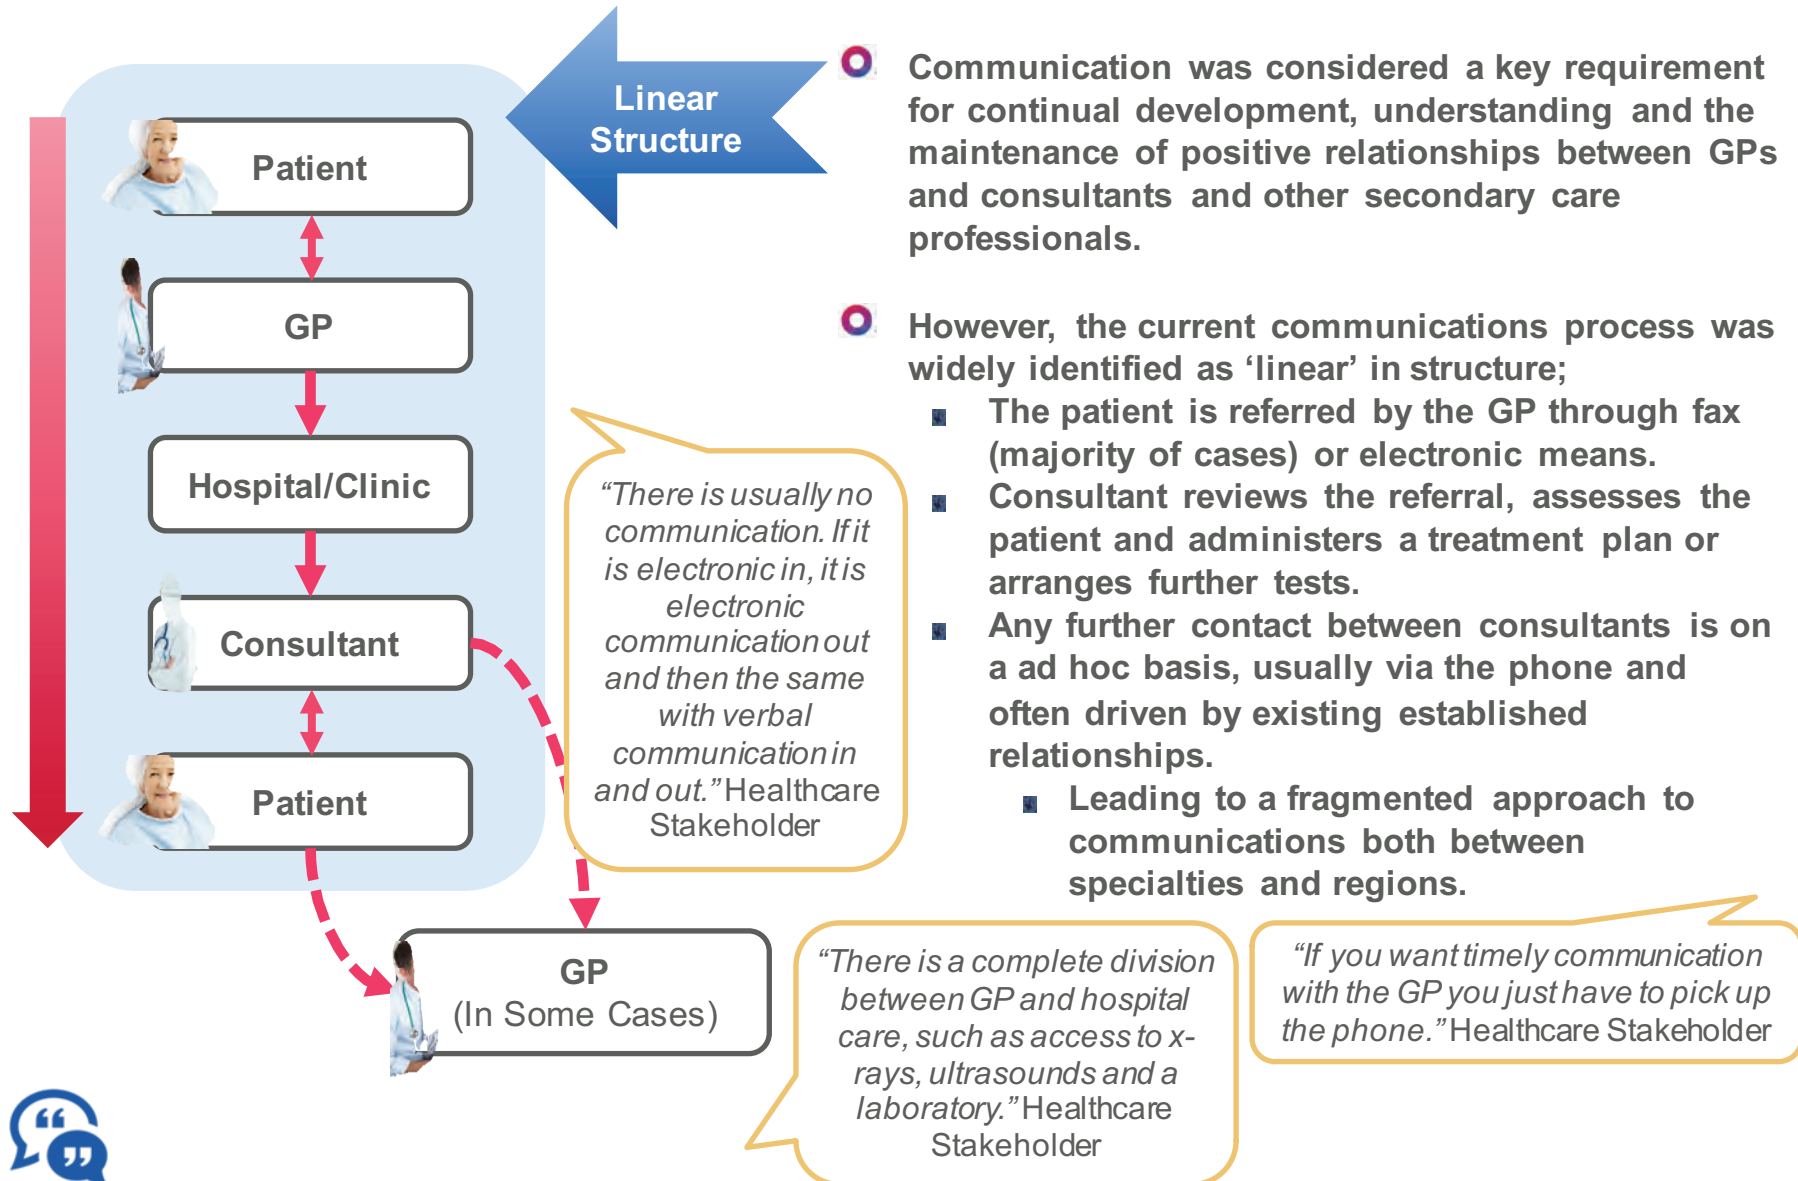 Linear
Structure
Patient
GP
Hospital/Clinic
Consultant
Patient
GP
(In Some Cases)
Communication was considered a key requirement
for continual development, understanding and the
maintenance of positive relationships between GPs
and consultants and other secondary care
professionals.
However, the current communications process was
widely identified as ‘linear’ in structure;
The patient is referred by the GP through fax
(majority of cases) or electronic means.
Consultant reviews the referral, assesses the
patient and administers a treatment plan or
arranges further tests.
Any further contact between consultants is on
a ad hoc basis, usually via the phone and
often driven by existing established
relationships.
Leading to a fragmented approach to
communications both between
specialties and regions.
“There is usually no
communication. If it
is electronic in, it is
electronic
communication out
and then the same
with verbal
communication in
and out.” Healthcare
Stakeholder
“There is a complete division
between GP and hospital
care, such as access to x-
rays, ultrasounds and a
laboratory.” Healthcare
Stakeholder
“If you want timely communication
with the GP you just have to pick up
the phone.” Healthcare Stakeholder